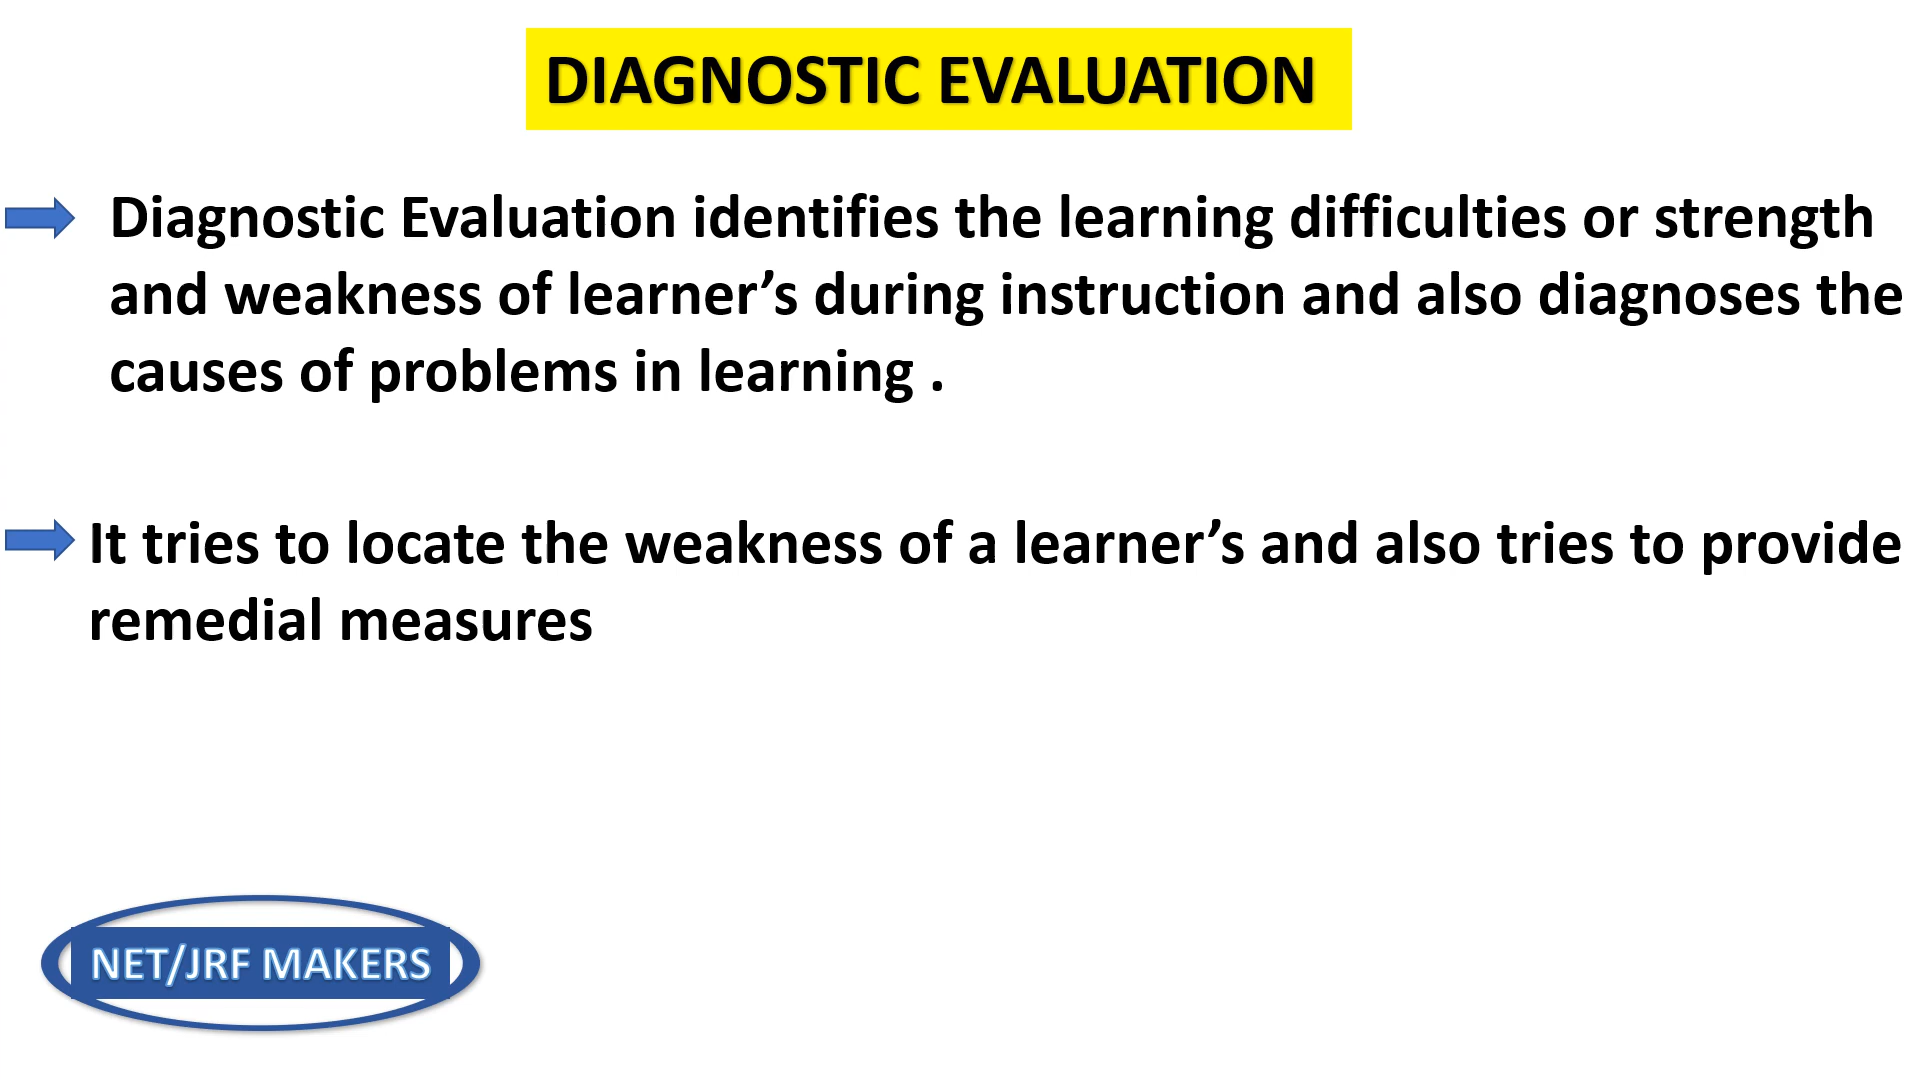 DIAGNOSTIC EVALUATION
Diagnostic Evaluation identifies the learning difficulties or strength
and weakness of learner’s during instruction and also diagnoses the
causes of problems in learning .
It tries to locate the weakness of a learner’s and also tries to provide
remedial measures
NET/JRF MAKERS